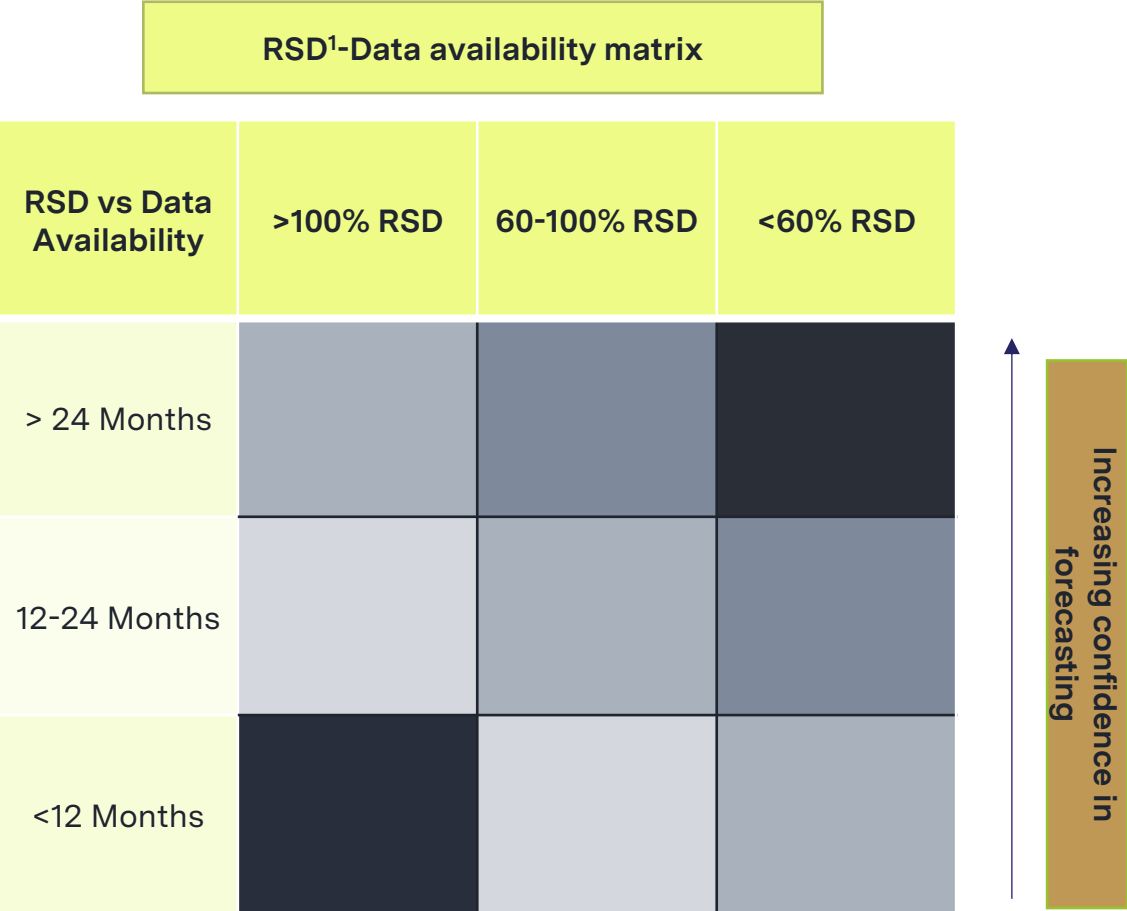 RSD¹-Data availability matrix
RSD vs Data
Availability
>100% RSD
60-100% RSD
<60% RSD
> 24 Months
12-24 Months
<12 Months
Increasing confidence in
forecasting